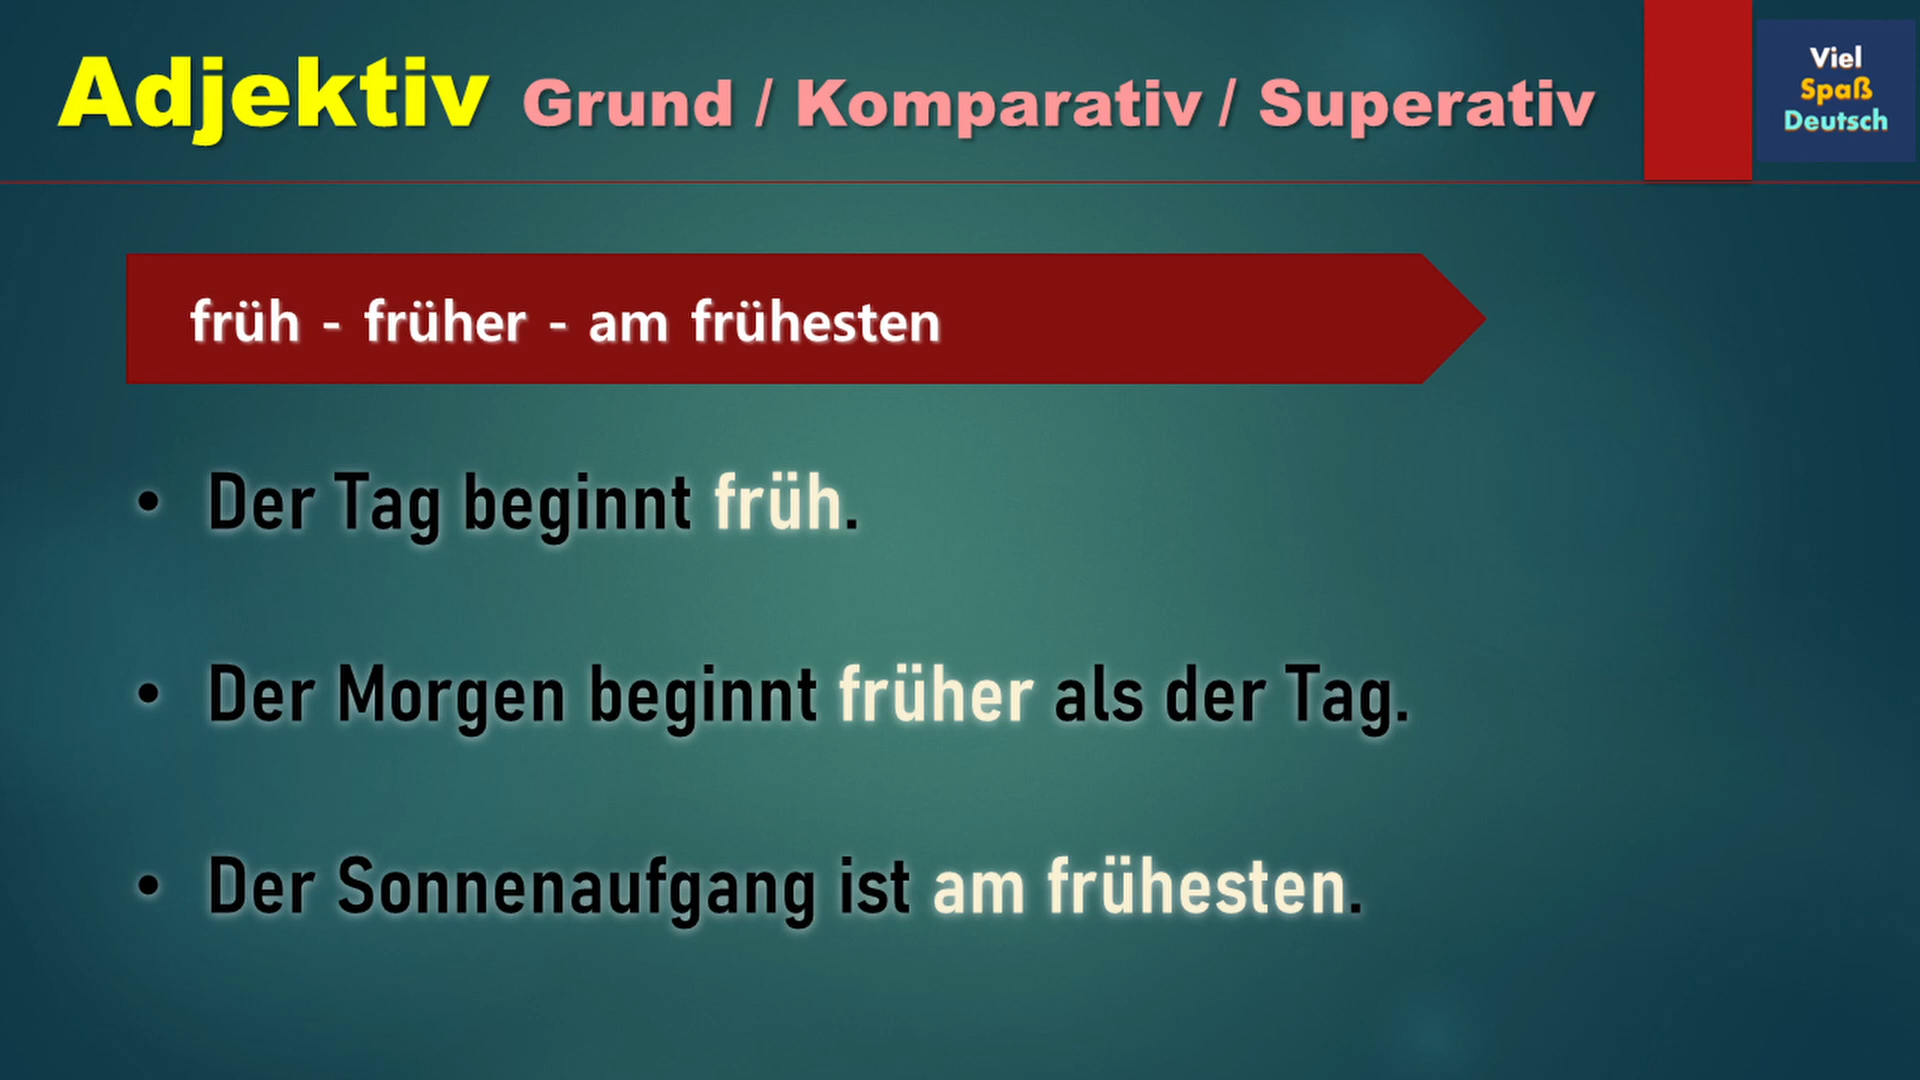 Adjektiv Grund / Komparativ / Superativ
Viel
Spaß
Deutsch
früh - früher - am frühesten
• Der Tag beginnt früh.
• Der Morgen beginnt früher als der Tag.
• Der Sonnenaufgang ist am frühesten.